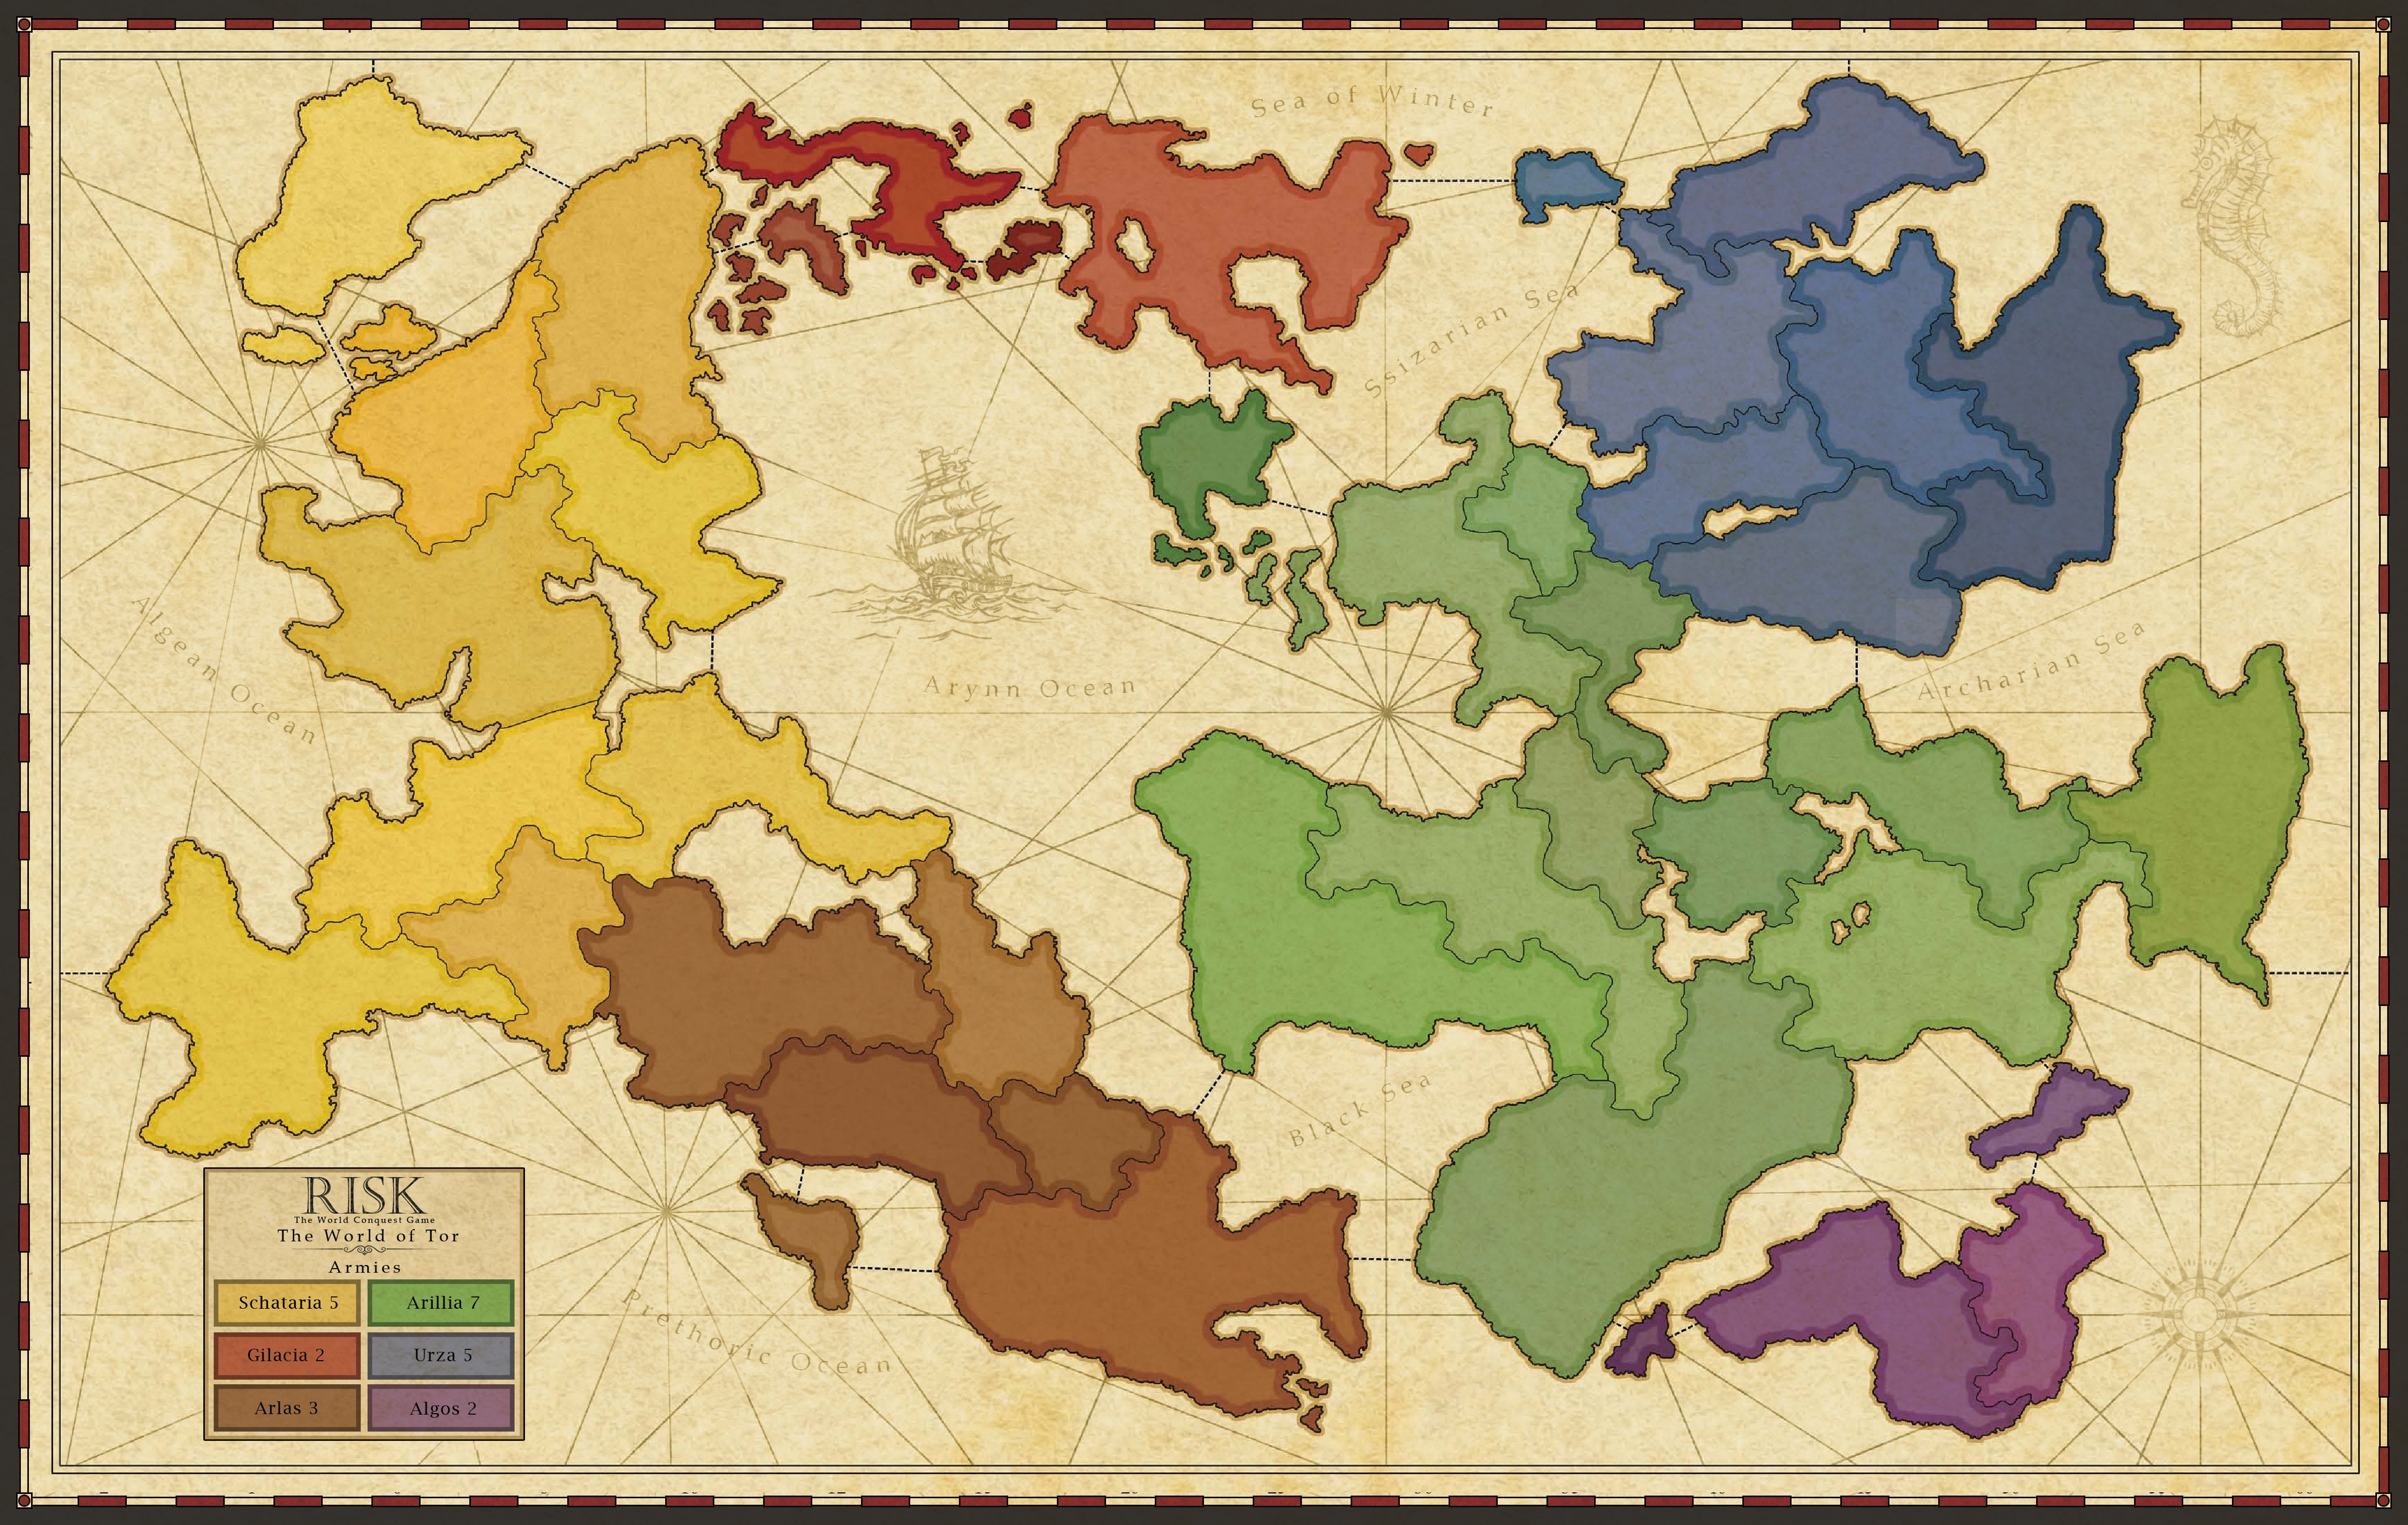 Sea of Winter
Ssizarian Sea
Algean Ocean
Arynn Ocean
Archarian Sea
Black Sea
Prethoric Ocean
RISK
The World Conquest Game
The World of Tor
Armies
Schataria 5
Arillia 7
Gilacia 2
Urza 5
Arlas 3
Algos 2